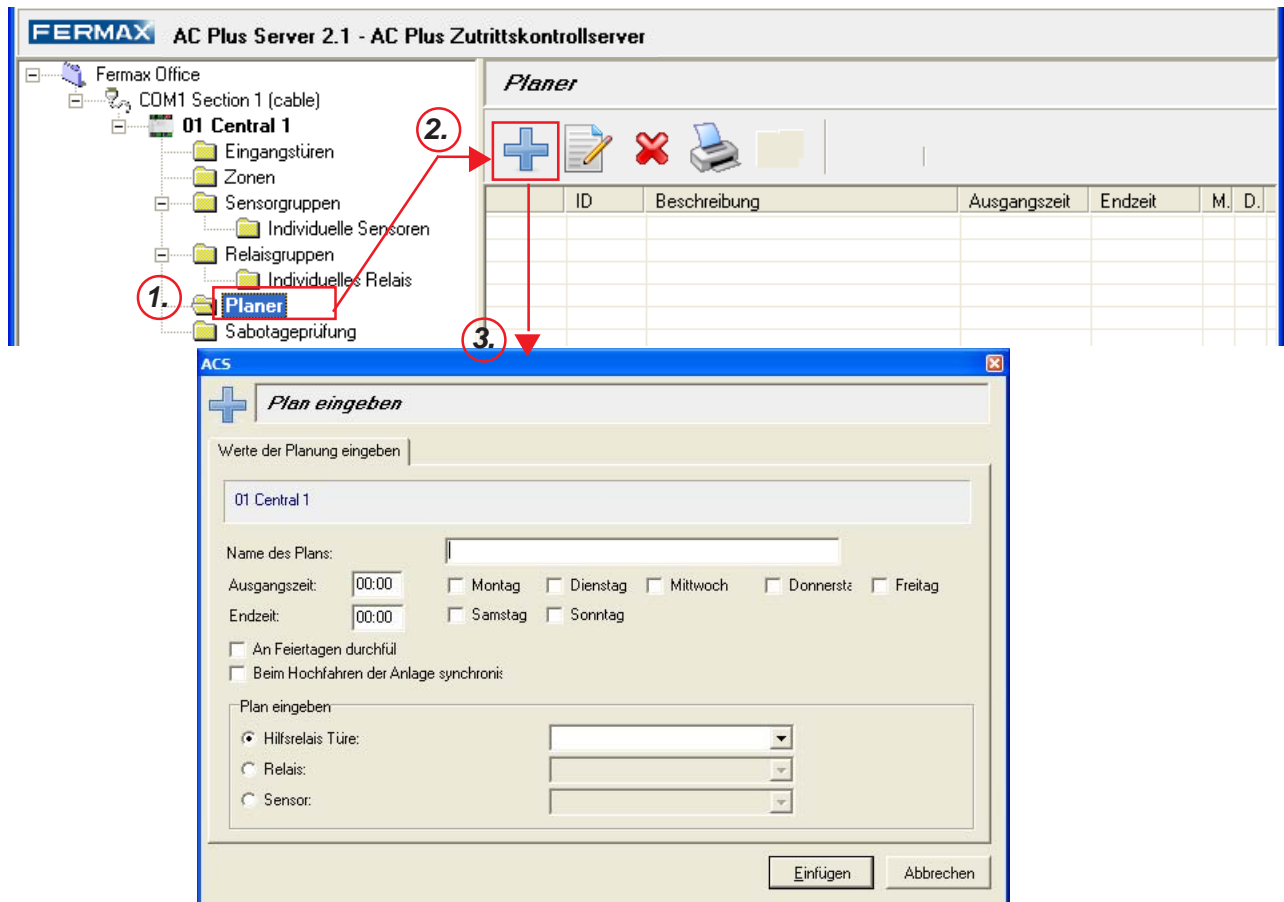 FERMAX AC Plus Server 2.1 - AC Plus Zutrittskontrollserver
Fermax Office
COM1 Section 1 (cable)
01 Central 1
Eingangstüren
Zonen
Sensorgruppen
Individuelle Sensoren
Relaisgruppen
Individuelles Relais
1. Planer
Sabotageprüfung
Planer
2.
ID Beschreibung Ausgangszeit Endzeit M. D.
3.
ACS
Plan eingeben
Werte der Planung eingeben
01 Central 1
Name des Plans:
Ausgangszeit: 00:00 Montag Dienstag Mittwoch Donnersta Freitag
Endzeit: 00:00 Samstag Sonntag
An Feiertagen durchfül
Beim Hochfahren der Anlage synchronis
Plan eingeben
Hilfsrelais Türe:
Relais:
Sensor:
Einfügen Abbrechen